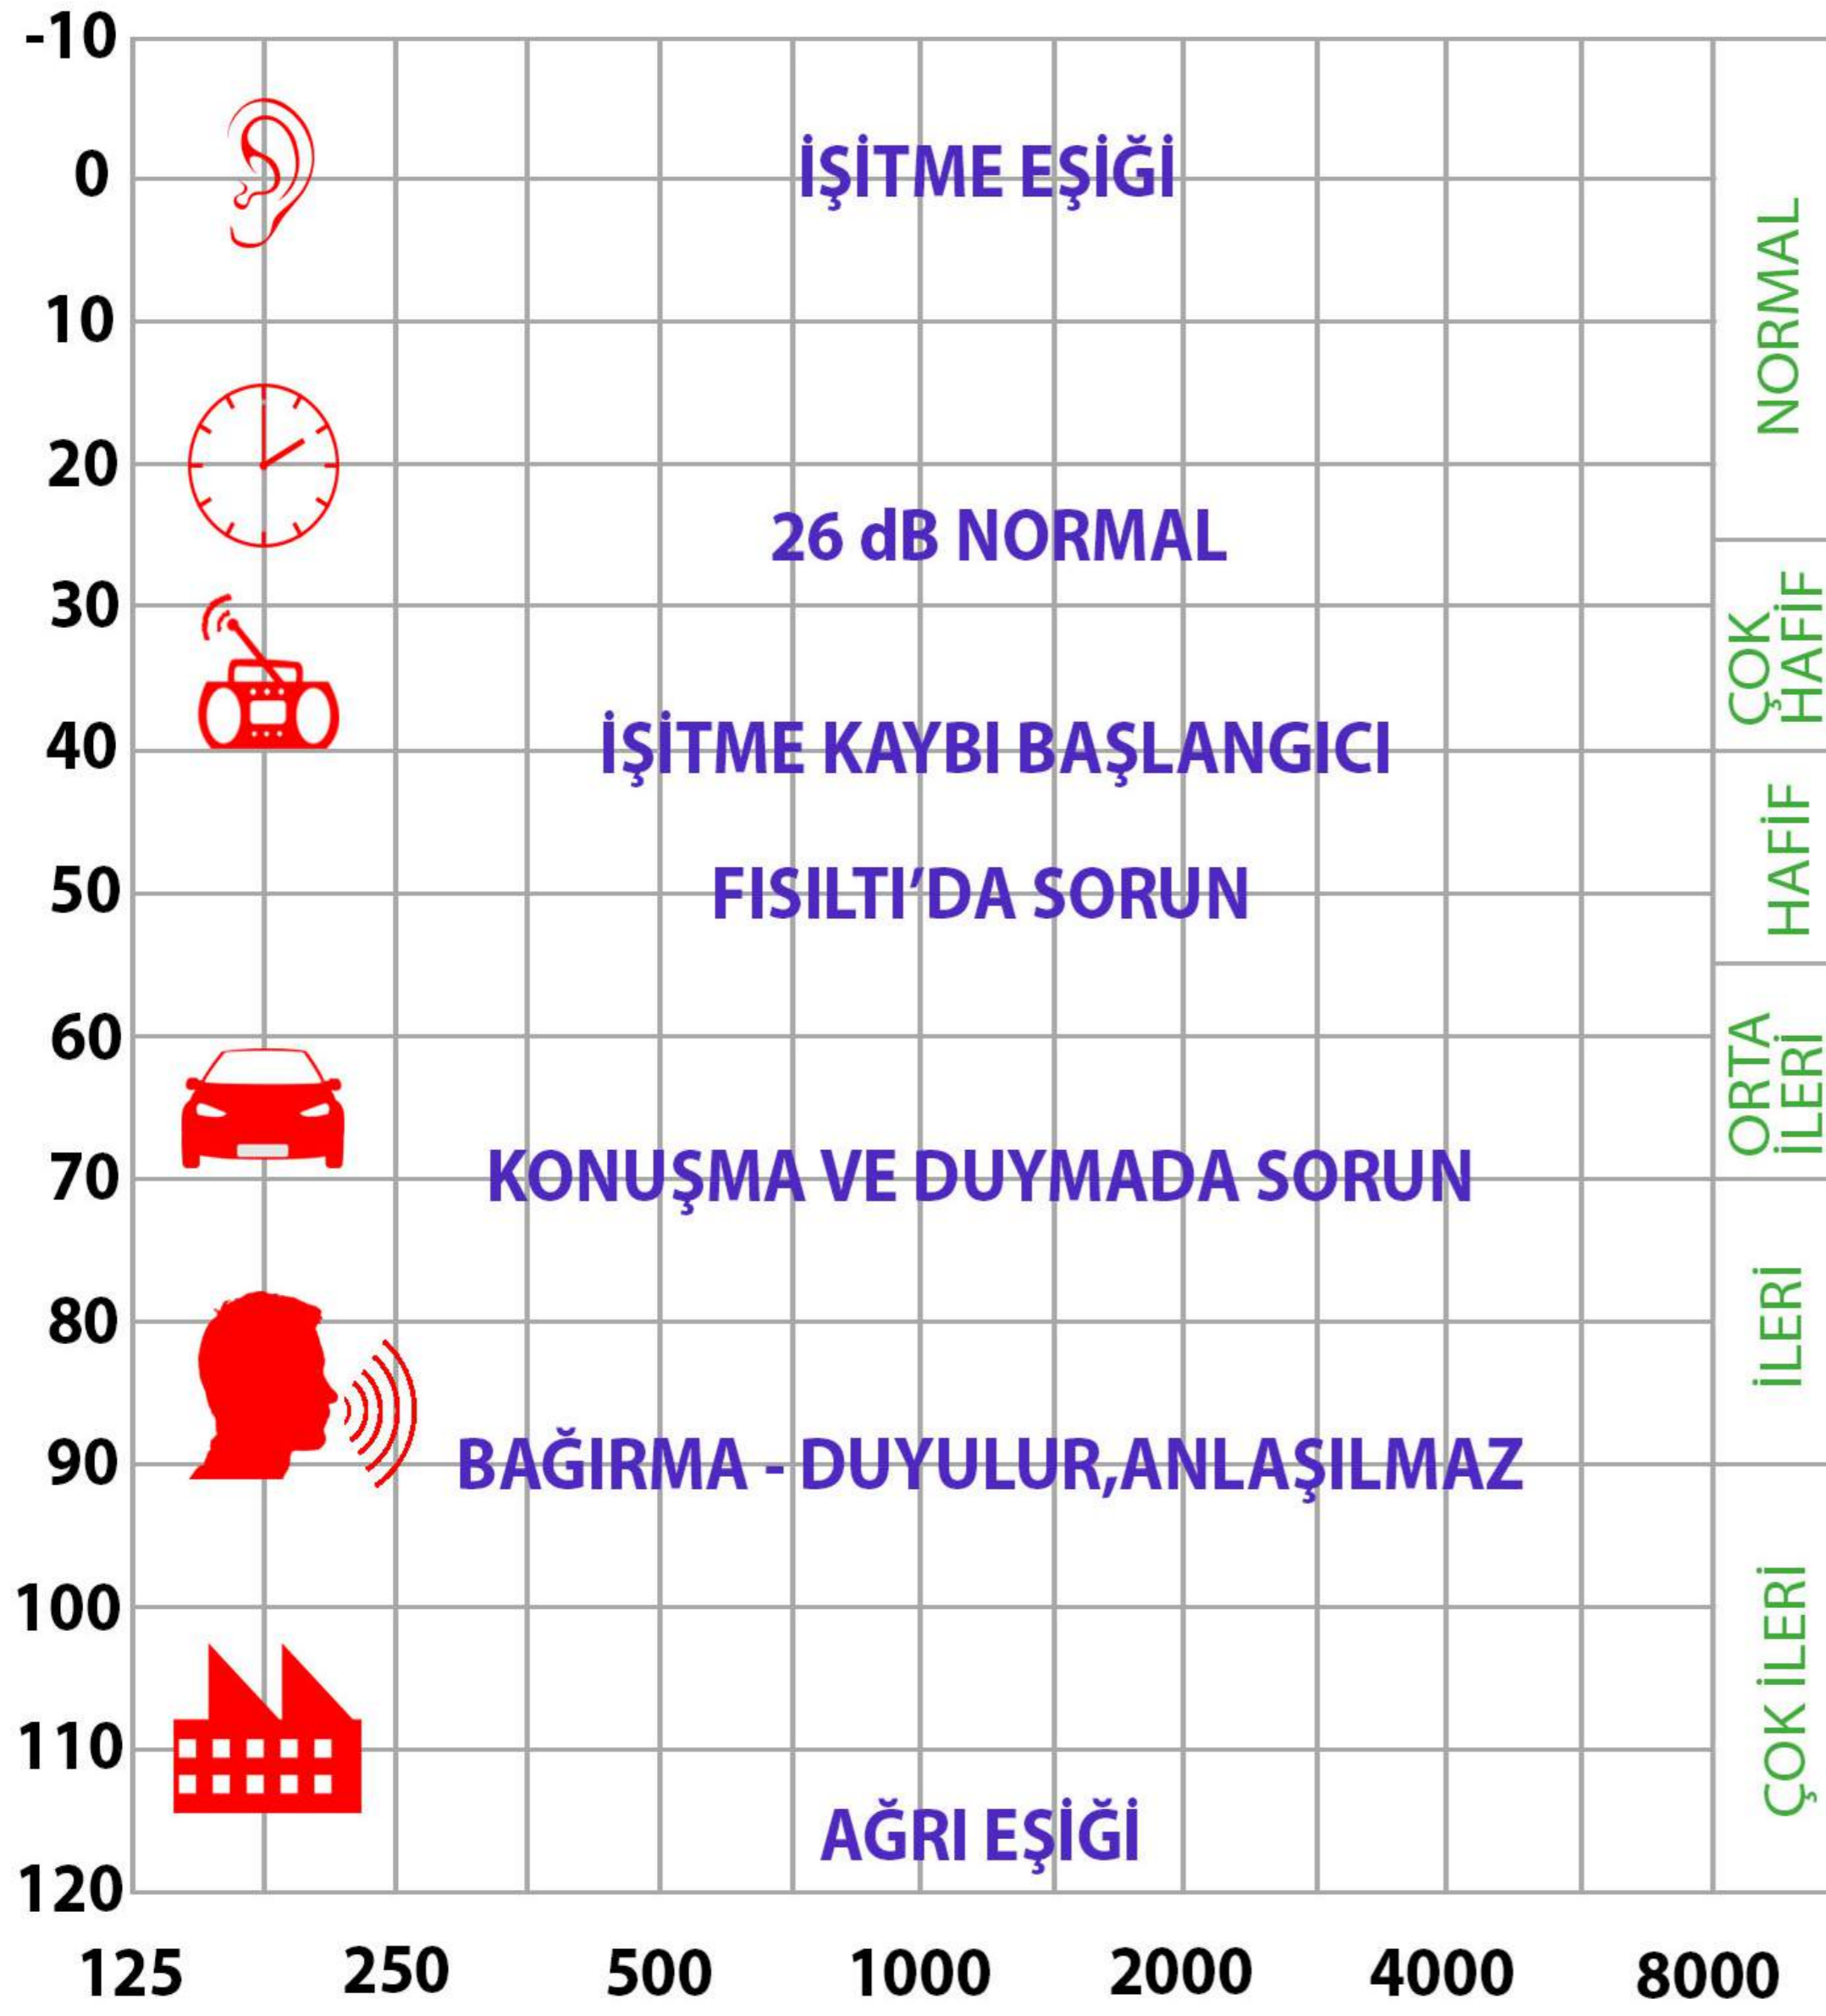 -10
0
İŞİTME EŞİĞİ
10
NORMAL
20
26 dB NORMAL
30
ÇOK
HAFİF
40
İŞİTME KAYBI BAŞLANGICI
HAFİF
50
FISILTI'DA SORUN
60
ORTA
İLERİ
70
KONUŞMA VE DUYMADA SORUN
80
İLERİ
90
BAĞIRMA - DUYULUR,ANLAŞILMAZ
100
ÇOK İLERİ
110
AĞRI EŞİĞİ
120
125 250 500 1000 2000 4000 8000